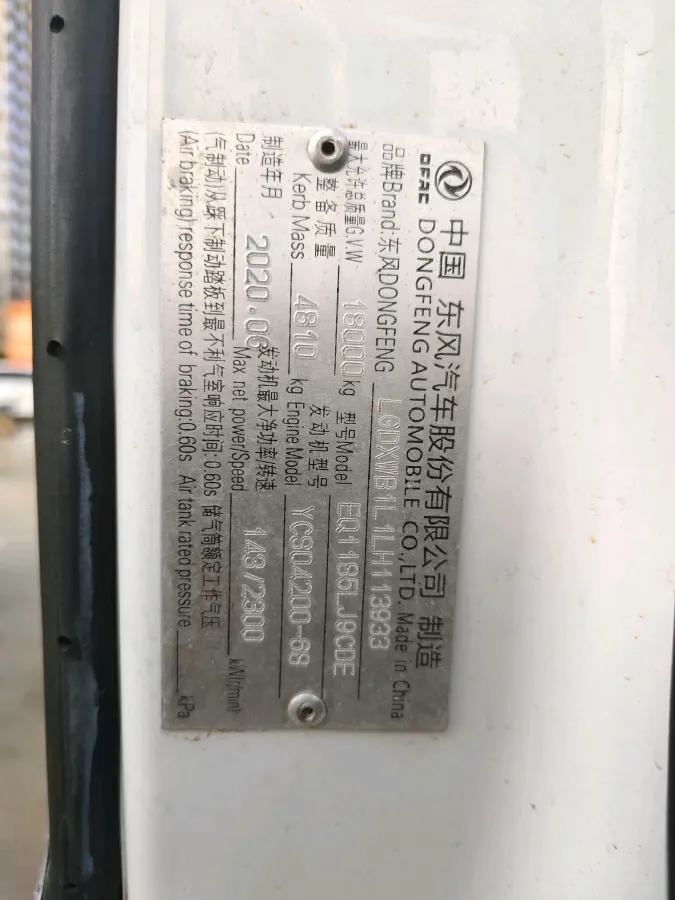 中国 东风汽车股份有限公司 制造
DFAC DONGFENG AUTOMOBILE CO.,LTD. Made in China
品牌Brand:东风DONGFENG LGDXWB1L1LH113933
最大允许总质量G.V.W 18000 kg 型号Model EQ1185LJ9CDE
整备质量 发动机型号
Kerb Mass 4810 kg Engine Model YCS04200-68
制造年月 发动机最大净功率/转速
Date 2020.06 Max net power/Speed 143/2300 kW(r/min)
(气制动)从踩下制动踏板到最不利气室响应时间:0.60s 储气筒额定工作气压
(Air braking) response time of braking:0.60s Air tank rated pressure kPa